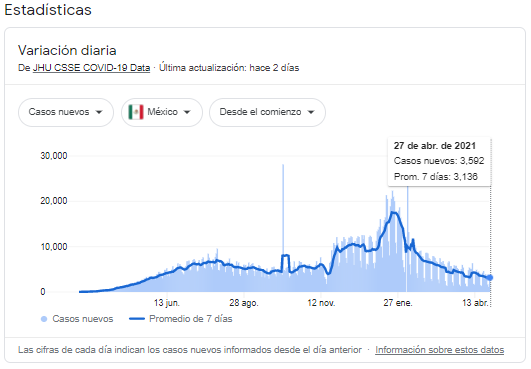 Estadísticas
Variación diaria
De JHU CSSE COVID-19 Data · Última actualización: hace 2 días
Casos nuevos México Desde el comienzo
27 de abr. de 2021
Casos nuevos: 3,592
Prom. 7 días: 3,136
30,000
20,000
10,000
0
13 jun. 28 ago. 12 nov. 27 ene. 13 abr.
Casos nuevos Promedio de 7 días
Las cifras de cada día indican los casos nuevos informados desde el día anterior · Información sobre estos datos